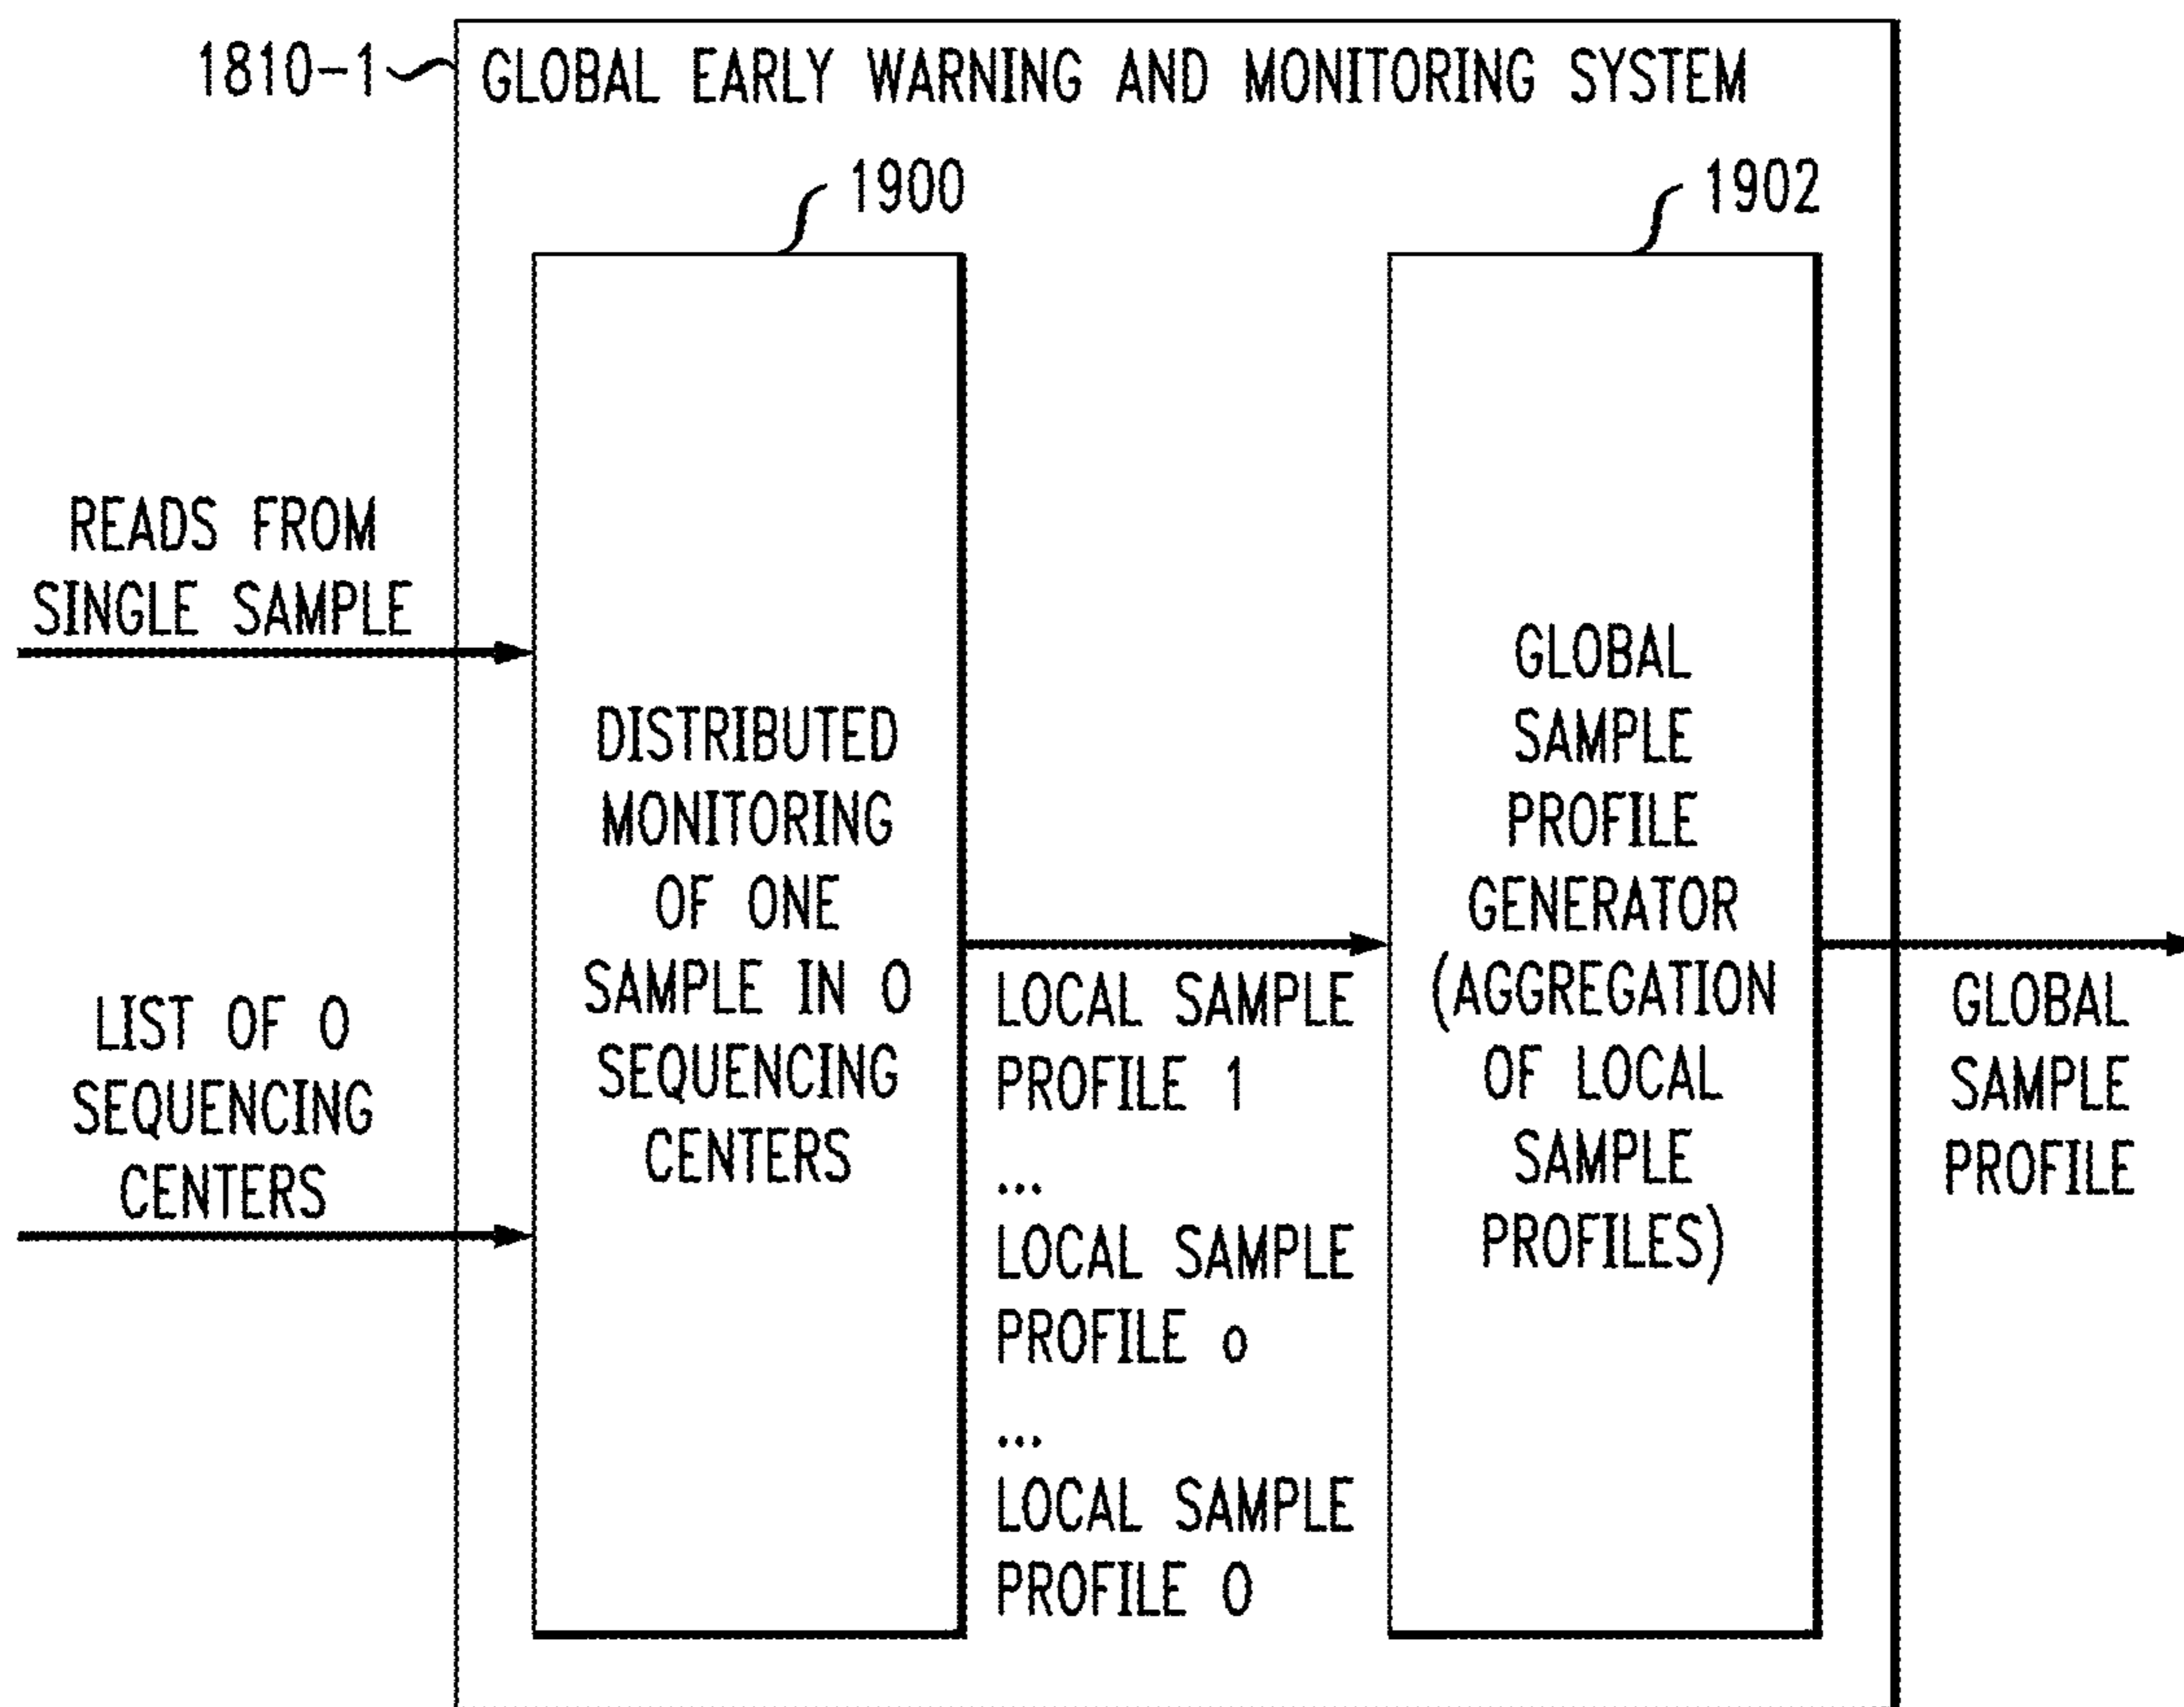 1810-1
GLOBAL EARLY WARNING AND MONITORING SYSTEM
1900
1902
READS FROM
SINGLE SAMPLE
LIST OF O
SEQUENCING
CENTERS
DISTRIBUTED
MONITORING
OF ONE
SAMPLE IN O
SEQUENCING
CENTERS
LOCAL SAMPLE
PROFILE 1
...
LOCAL SAMPLE
PROFILE o
...
LOCAL SAMPLE
PROFILE O
GLOBAL
SAMPLE
PROFILE
GENERATOR
(AGGREGATION
OF LOCAL
SAMPLE
PROFILES)
GLOBAL
SAMPLE
PROFILE